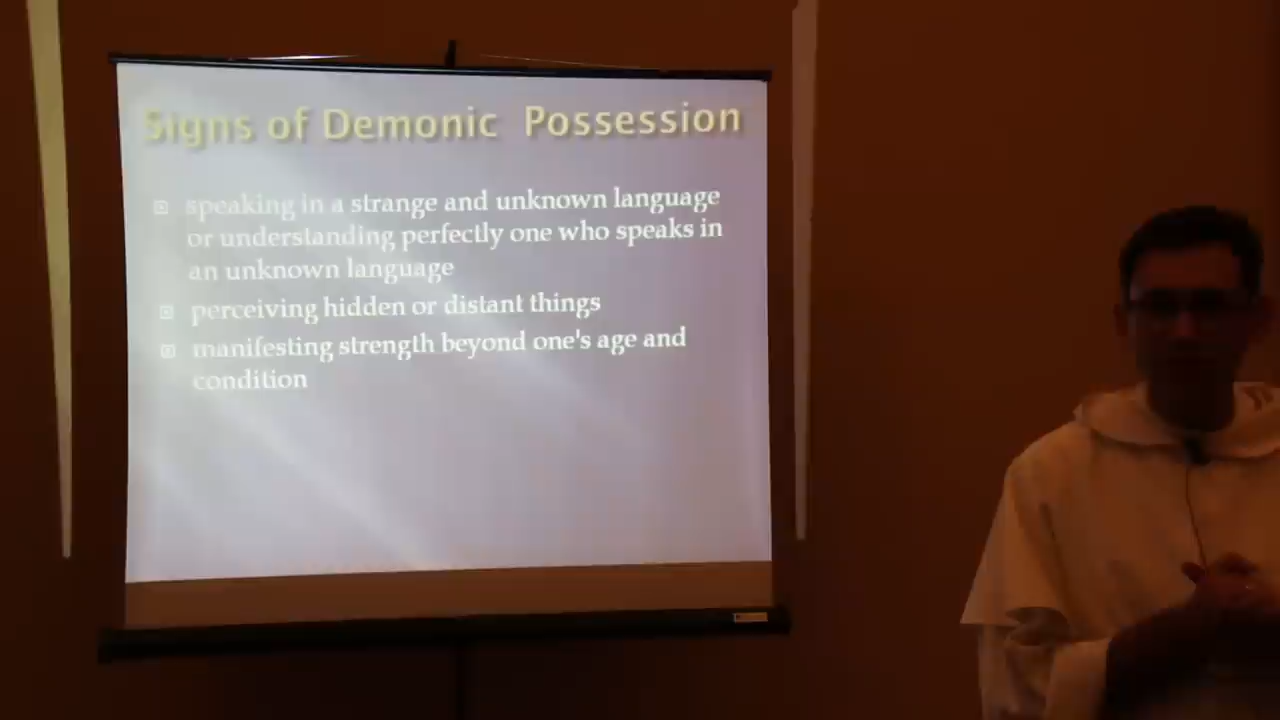 Signs of Demonic Possession
speaking in a strange and unknown language
or understanding perfectly one who speaks in
an unknown language
perceiving hidden or distant things
manifesting strength beyond one's age and
condition